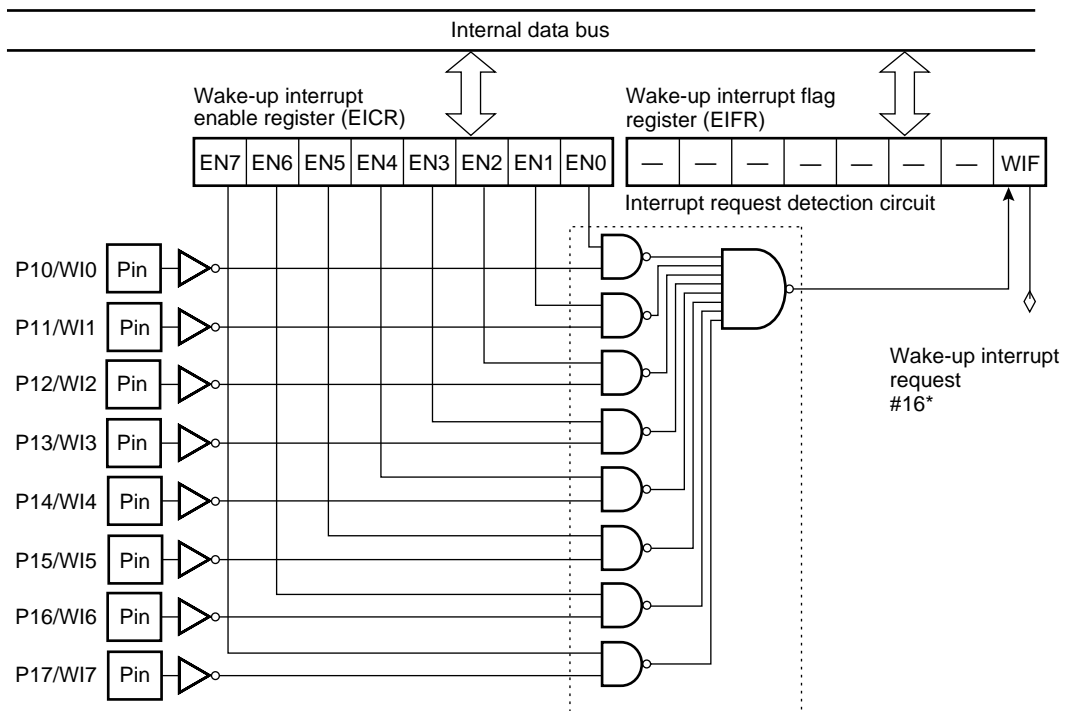 Internal data bus
Wake-up interrupt
enable register (EICR)
Wake-up interrupt flag
register (EIFR)
EN7 EN6 EN5 EN4 EN3 EN2 EN1 EN0
— — — — — — — WIF
Interrupt request detection circuit
P10/WI0 Pin
P11/WI1 Pin
P12/WI2 Pin
P13/WI3 Pin
P14/WI4 Pin
P15/WI5 Pin
P16/WI6 Pin
P17/WI7 Pin
Wake-up interrupt
request
#16*